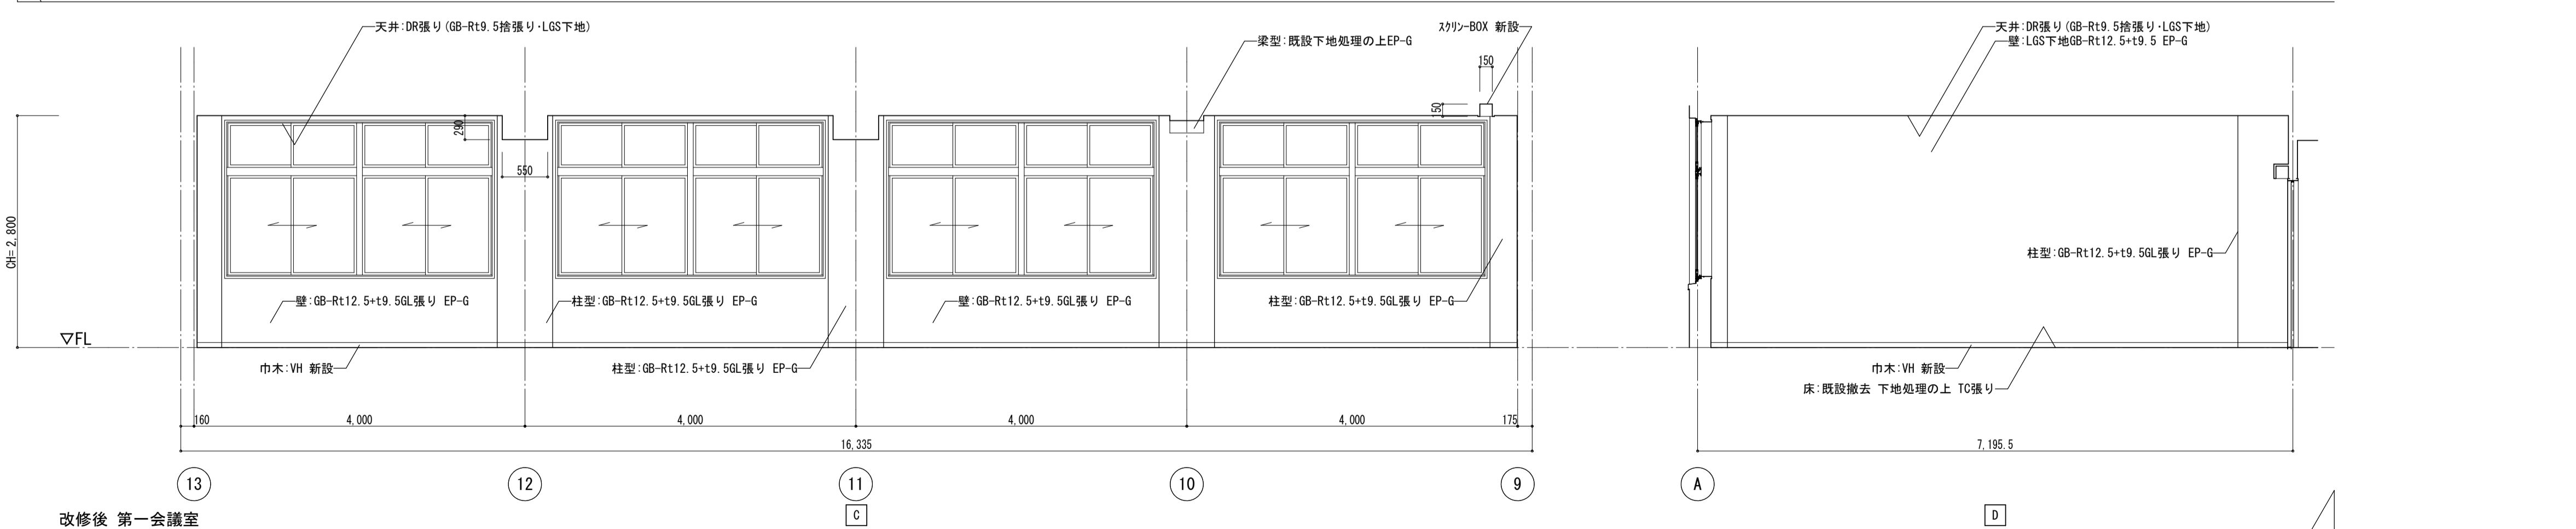 天井:DR張り(GB-Rt9.5捨張り・LGS下地)
梁型:既設下地処理の上EP-G
ｽｸﾘﾝ-BOX 新設
150
150
290
550
CH=2,800
▽FL
壁:GB-Rt12.5+t9.5GL張り EP-G
柱型:GB-Rt12.5+t9.5GL張り EP-G
壁:GB-Rt12.5+t9.5GL張り EP-G
柱型:GB-Rt12.5+t9.5GL張り EP-G
巾木:VH 新設
柱型:GB-Rt12.5+t9.5GL張り EP-G
160
4,000
4,000
4,000
4,000
175
16,335
13
12
11
10
9
C
天井:DR張り(GB-Rt9.5捨張り・LGS下地)
壁:LGS下地GB-Rt12.5+t9.5 EP-G
柱型:GB-Rt12.5+t9.5GL張り EP-G
巾木:VH 新設
床:既設撤去 下地処理の上 TC張り
7,195.5
A
D
改修後 第一会議室